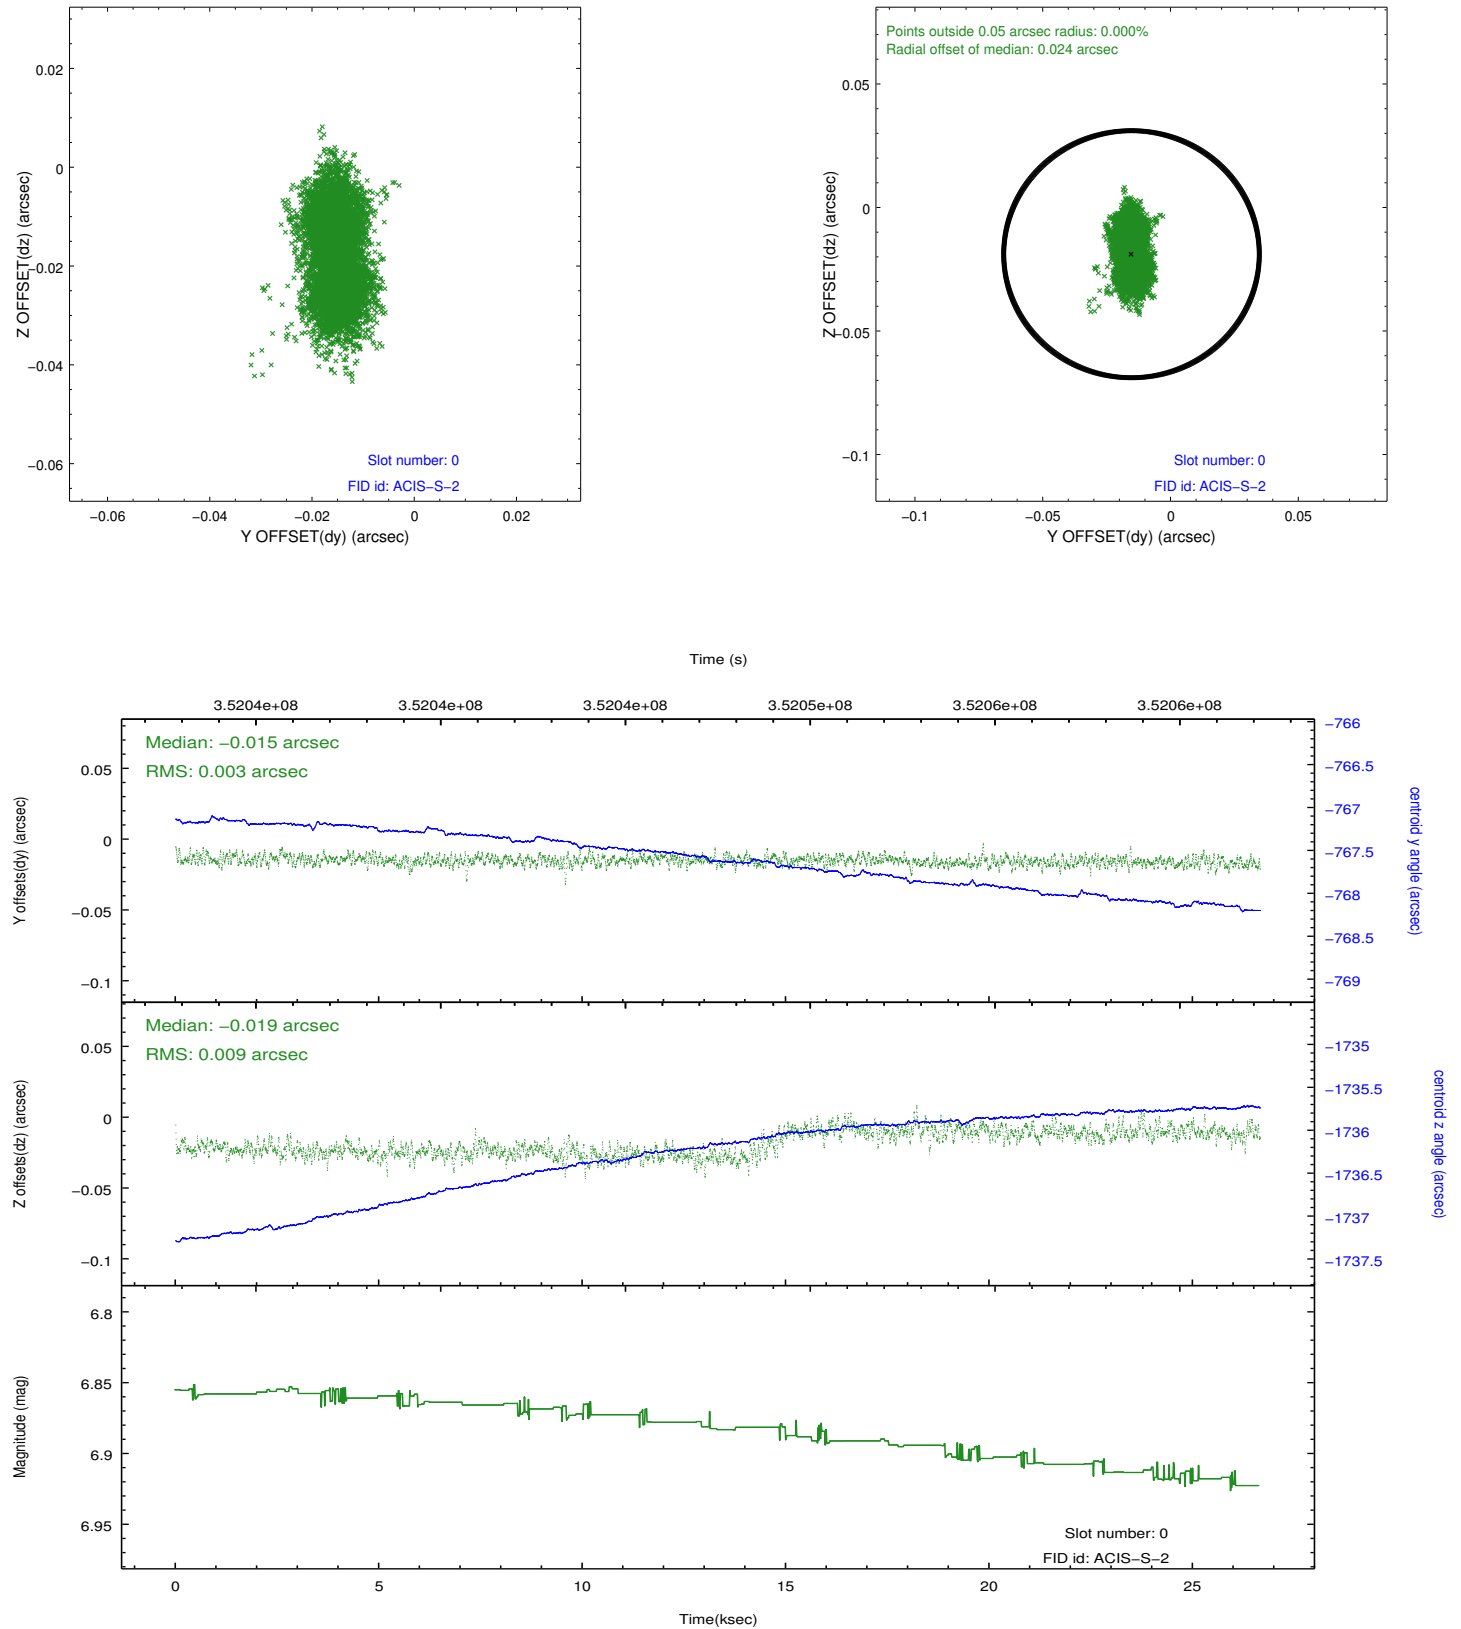 0.02
0
−0.02
−0.04
−0.06
Z OFFSET(dz) (arcsec)
Slot number: 0
FID id: ACIS−S−2
−0.06 −0.04 −0.02 0 0.02
Y OFFSET(dy) (arcsec)
Points outside 0.05 arcsec radius: 0.000%
Radial offset of median: 0.024 arcsec
0.05
0
−0.05
−0.1
Z OFFSET(dz) (arcsec)
Slot number: 0
FID id: ACIS−S−2
−0.1 −0.05 0 0.05
Y OFFSET(dy) (arcsec)
Time (s)
3.5204e+08 3.5204e+08 3.5204e+08 3.5205e+08 3.5206e+08 3.5206e+08
Median: −0.015 arcsec
RMS: 0.003 arcsec
0.05
0
−0.05
−0.1
Y offsets(dy) (arcsec)
−766
−766.5
−767
−767.5
−768
−768.5
−769
centroid y angle (arcsec)
Median: −0.019 arcsec
RMS: 0.009 arcsec
0.05
0
−0.05
−0.1
Z offsets(dz) (arcsec)
−1735
−1735.5
−1736
−1736.5
−1737
−1737.5
centroid z angle (arcsec)
6.8
6.85
6.9
6.95
Magnitude (mag)
Slot number: 0
FID id: ACIS−S−2
0 5 10 15 20 25
Time(ksec)